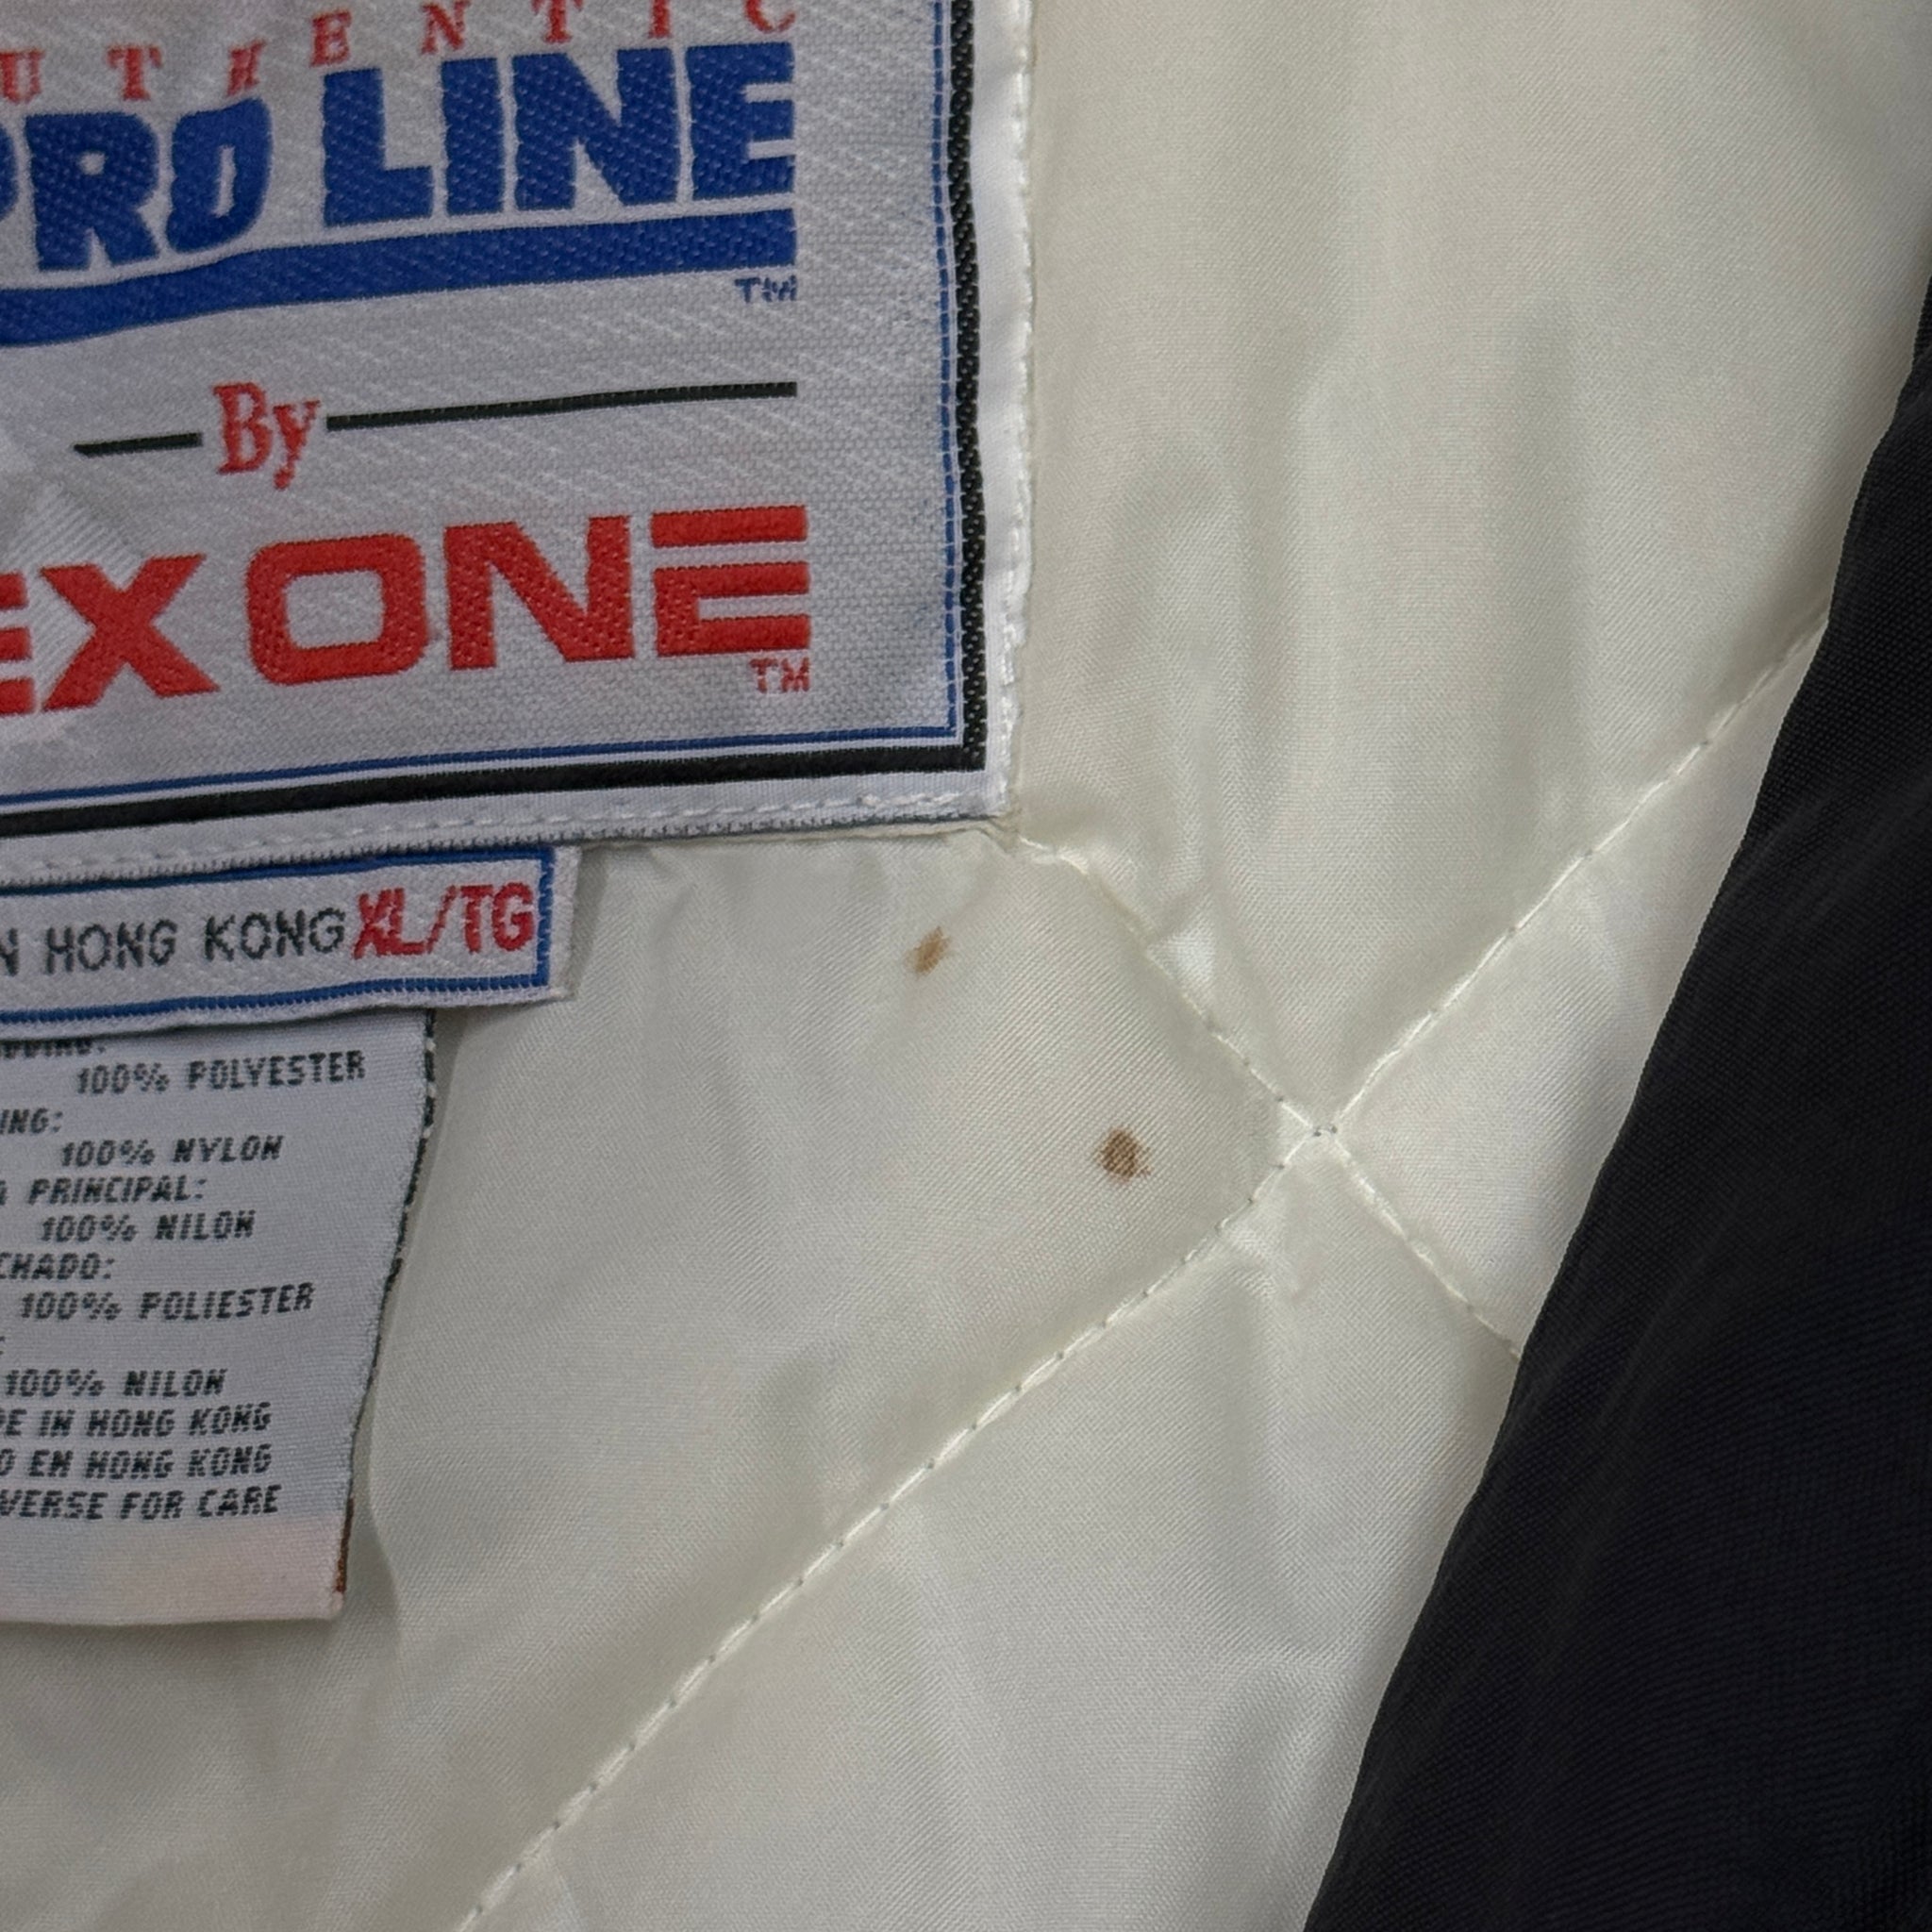 UTHENTIC
PRO LINE
TM
By
EX ONE
TM
N HONG KONG XL/TG
100% POLYESTER
ING:
100% NYLON
PRINCIPAL:
100% NILON
CHADO:
100% POLIESTER
100% NILON
DE IN HONG KONG
O EN HONG KONG
VERSE FOR CARE